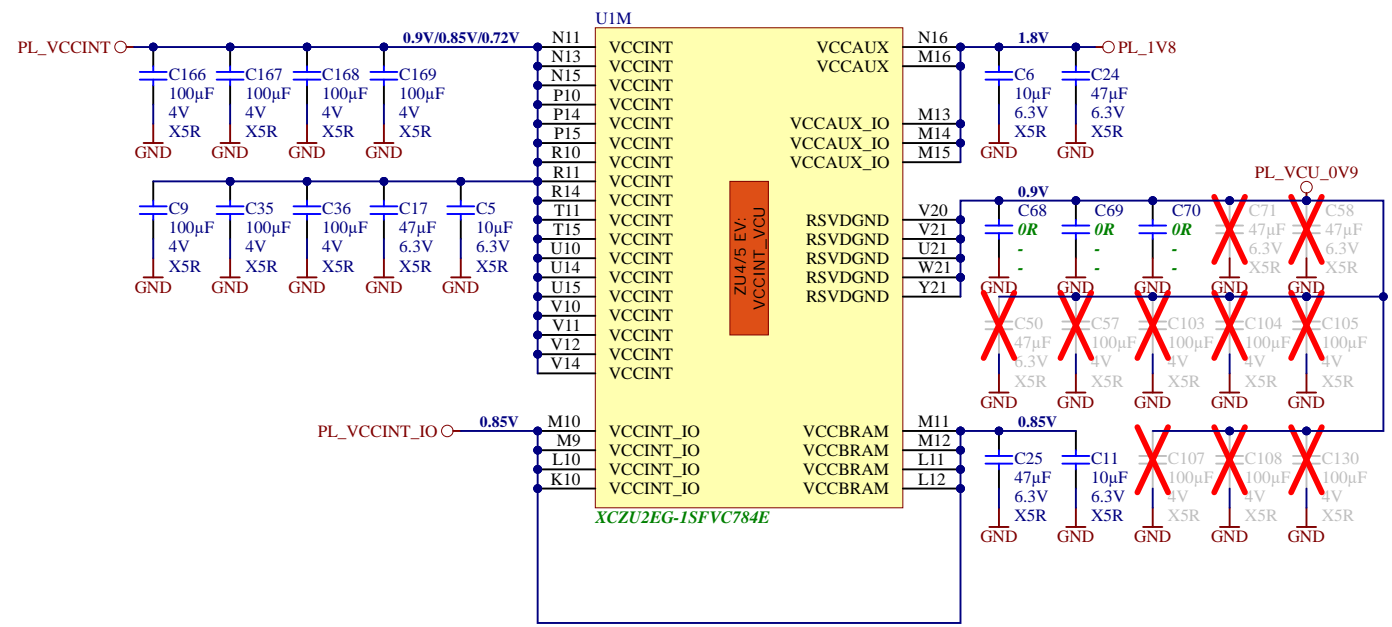 U1M
PL_VCCINT
0.9V/0.85V/0.72V
C166
100µF
4V
X5R
GND
C167
100µF
4V
X5R
GND
C168
100µF
4V
X5R
GND
C169
100µF
4V
X5R
GND
C9
100µF
4V
X5R
GND
C35
100µF
4V
X5R
GND
C36
100µF
4V
X5R
GND
C17
47µF
6.3V
X5R
GND
C5
10µF
6.3V
X5R
GND
N11 VCCINT
N13 VCCINT
N15 VCCINT
P10 VCCINT
P14 VCCINT
P15 VCCINT
R10 VCCINT
R11 VCCINT
R14 VCCINT
T11 VCCINT
T15 VCCINT
U10 VCCINT
U14 VCCINT
U15 VCCINT
V10 VCCINT
V11 VCCINT
V12 VCCINT
V14 VCCINT
PL_VCCINT_IO
0.85V
M10 VCCINT_IO
M9 VCCINT_IO
L10 VCCINT_IO
K10 VCCINT_IO
ZU4/5 EV:
VCCINT_VCU
VCCAUX N16
VCCAUX M16
VCCAUX_IO M13
VCCAUX_IO M14
VCCAUX_IO M15
RSVDGND V20
RSVDGND V21
RSVDGND U21
RSVDGND W21
RSVDGND Y21
VCCBRAM M11
VCCBRAM M12
VCCBRAM L11
VCCBRAM L12
XCZU2EG-1SFVC784E
1.8V
PL_1V8
C6
10µF
6.3V
X5R
GND
C24
47µF
6.3V
X5R
GND
PL_VCU_0V9
0.9V
C68
0R
-
GND
C69
0R
-
GND
C70
0R
-
GND
C71
47µF
6.3V
X5R
GND
C58
47µF
6.3V
X5R
GND
C50
47µF
6.3V
X5R
GND
C57
100µF
4V
X5R
GND
C103
100µF
4V
X5R
GND
C104
100µF
4V
X5R
GND
C105
100µF
4V
X5R
GND
0.85V
C25
47µF
6.3V
X5R
GND
C11
10µF
6.3V
X5R
GND
C107
100µF
4V
X5R
GND
C108
100µF
4V
X5R
GND
C130
100µF
4V
X5R
GND